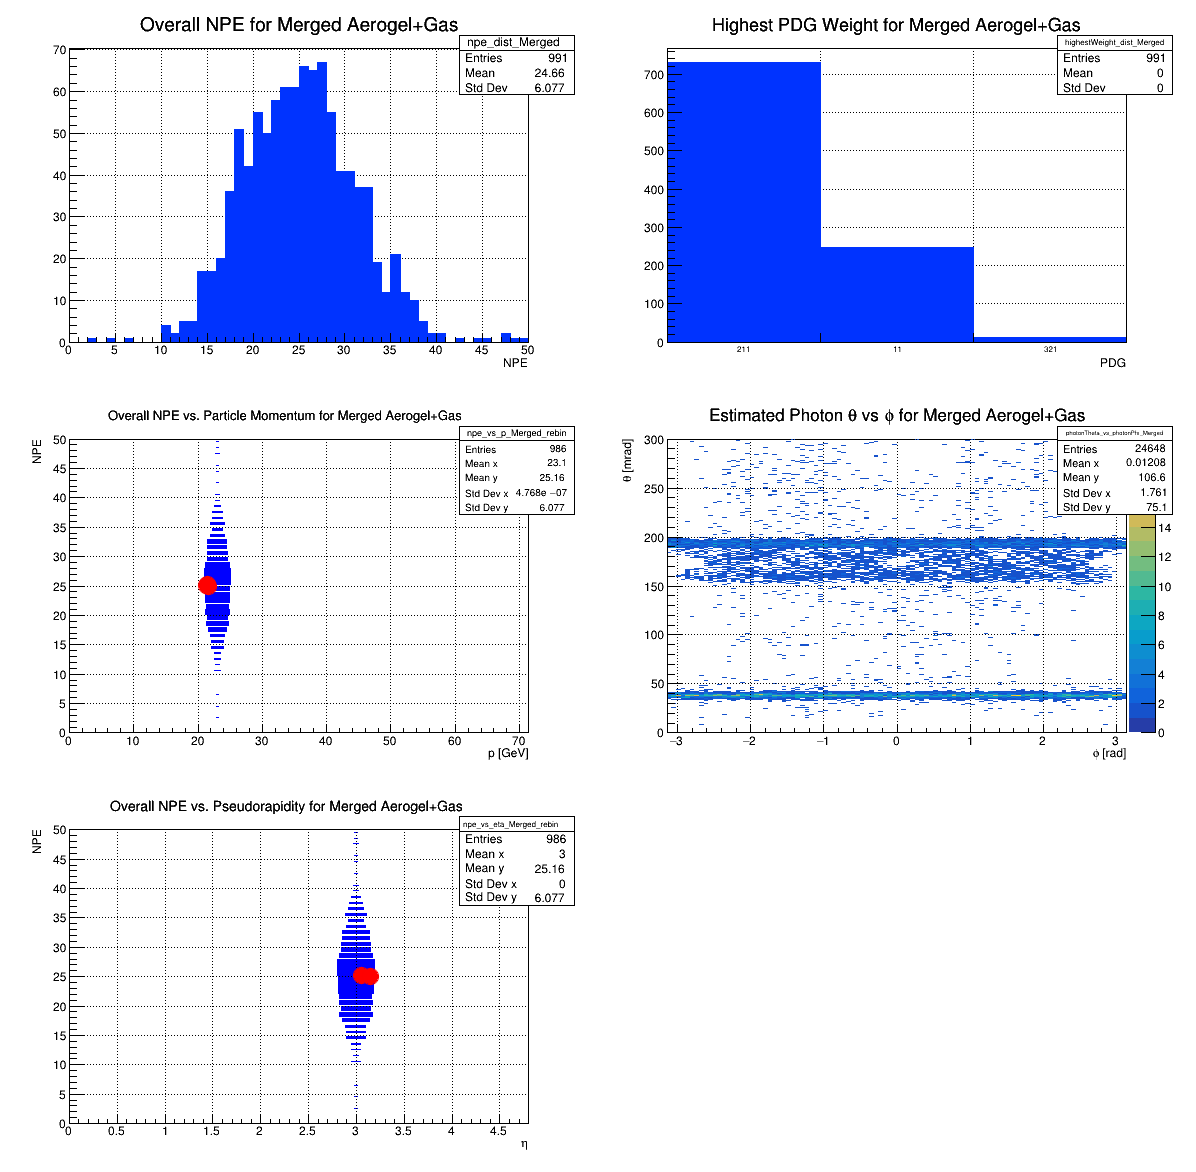 Overall NPE for Merged Aerogel+Gas
npe_dist_Merged
Entries 991
Mean 24.66
Std Dev 6.077
70
60
50
40
30
20
10
0
0 5 10 15 20 25 30 35 40 45 50
NPE
Highest PDG Weight for Merged Aerogel+Gas
highestWeight_dist_Merged
Entries 991
Mean 0
Std Dev 0
700
600
500
400
300
200
100
0
211 11 321
PDG
Overall NPE vs. Particle Momentum for Merged Aerogel+Gas
npe_vs_p_Merged_rebin
Entries 986
Mean x 23.1
Mean y 25.16
Std Dev x 4.768e −07
Std Dev y 6.077
NPE
50
45
40
35
30
25
20
15
10
5
0
0 10 20 30 40 50 60 70
p [GeV]
Estimated Photon θ vs ϕ for Merged Aerogel+Gas
photonTheta_vs_photonPhi_Merged
Entries 24648
Mean x 0.01208
Mean y 106.6
Std Dev x 1.761
Std Dev y 75.1
θ [mrad]
300
250
200
150
100
50
0
−3 −2 −1 0 1 2 3
ϕ [rad]
14
12
10
8
6
4
2
0
Overall NPE vs. Pseudorapidity for Merged Aerogel+Gas
npe_vs_eta_Merged_rebin
Entries 986
Mean x 3
Mean y 25.16
Std Dev x 0
Std Dev y 6.077
NPE
50
45
40
35
30
25
20
15
10
5
0
0 0.5 1 1.5 2 2.5 3 3.5 4 4.5
η